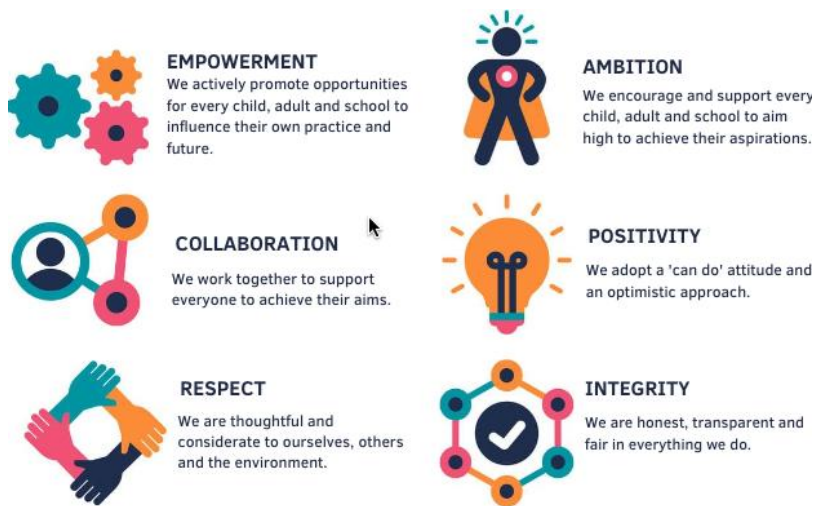 EMPOWERMENT
We actively promote opportunities
for every child, adult and school to
influence their own practice and
future.
AMBITION
We encourage and support every
child, adult and school to aim
high to achieve their aspirations.
COLLABORATION
We work together to support
everyone to achieve their aims.
POSITIVITY
We adopt a 'can do' attitude and
an optimistic approach.
RESPECT
We are thoughtful and
considerate to ourselves, others
and the environment.
INTEGRITY
We are honest, transparent and
fair in everything we do.